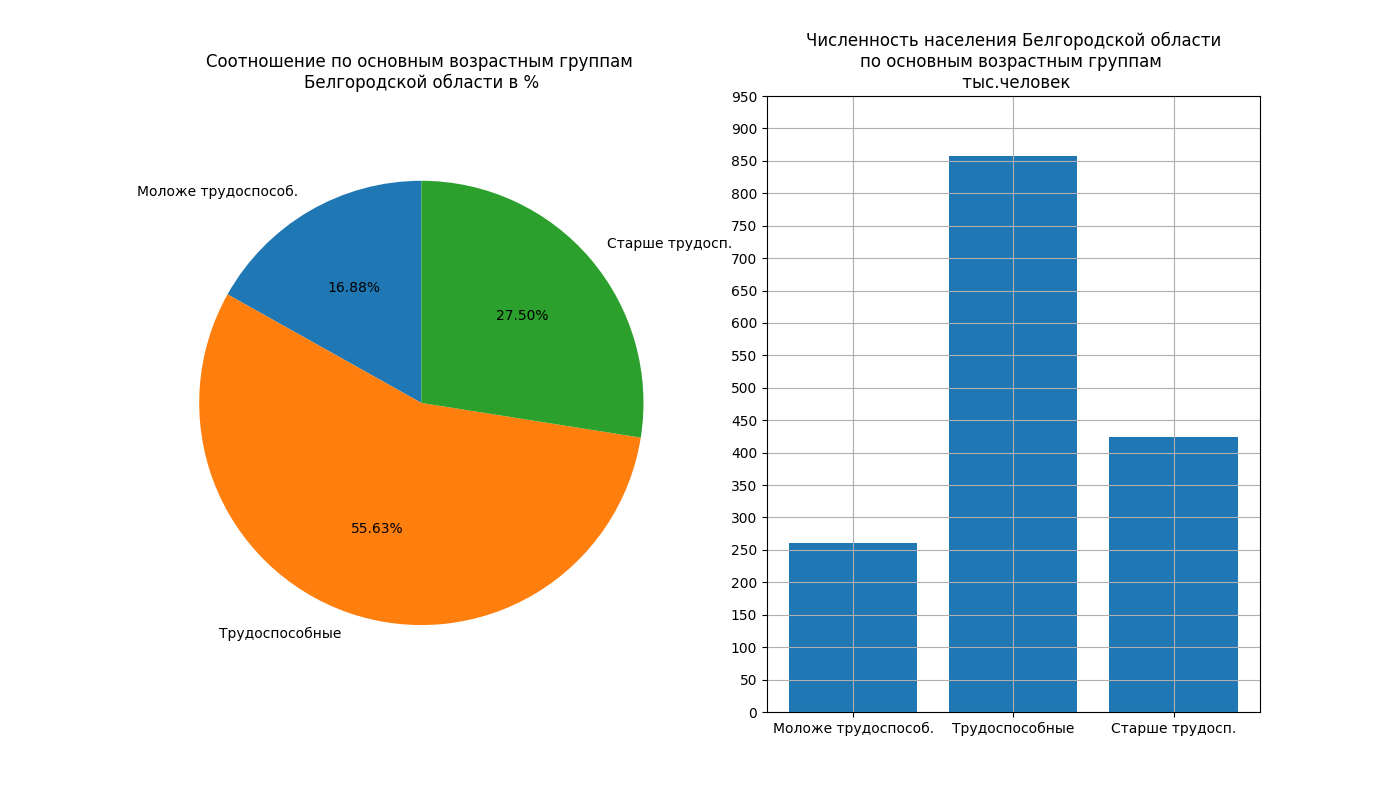 Соотношение по основным возрастным группам
Белгородской области в %
Моложе трудоспособ.
Старше трудосп.
16.88%
27.50%
55.63%
Трудоспособные
Численность населения Белгородской области
по основным возрастным группам
тыс.человек
950
900
850
800
750
700
650
600
550
500
450
400
350
300
250
200
150
100
50
0
Моложе трудоспособ.
Трудоспособные
Старше трудосп.